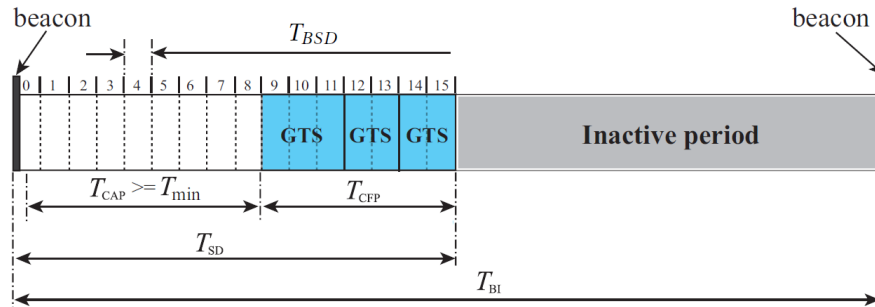 beacon
beacon
T_BSD
0 1 2 3 4 5 6 7 8 9 10 11 12 13 14 15
GTS GTS GTS Inactive period
T_CAP >= T_min T_CFP
T_SD
T_BI